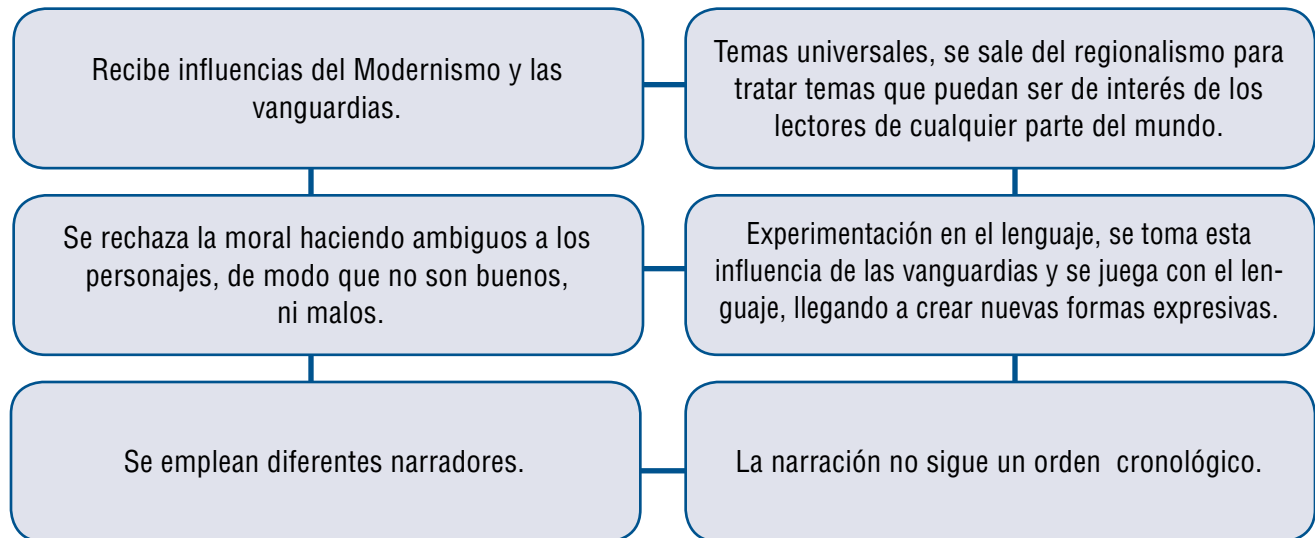 Recibe influencias del Modernismo y las
vanguardias.
Temas universales, se sale del regionalismo para
tratar temas que puedan ser de interés de los
lectores de cualquier parte del mundo.
Se rechaza la moral haciendo ambiguos a los
personajes, de modo que no son buenos,
ni malos.
Experimentación en el lenguaje, se toma esta
influencia de las vanguardias y se juega con el len-
guaje, llegando a crear nuevas formas expresivas.
Se emplean diferentes narradores.
La narración no sigue un orden  cronológico.